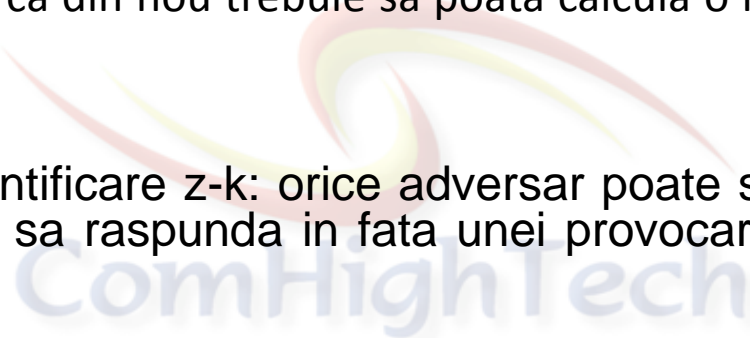 ca din nou trebuie sa poata calcula o
ntificare z-k: orice adversar poate s
sa raspunda in fata unei provocar
ComHighTech